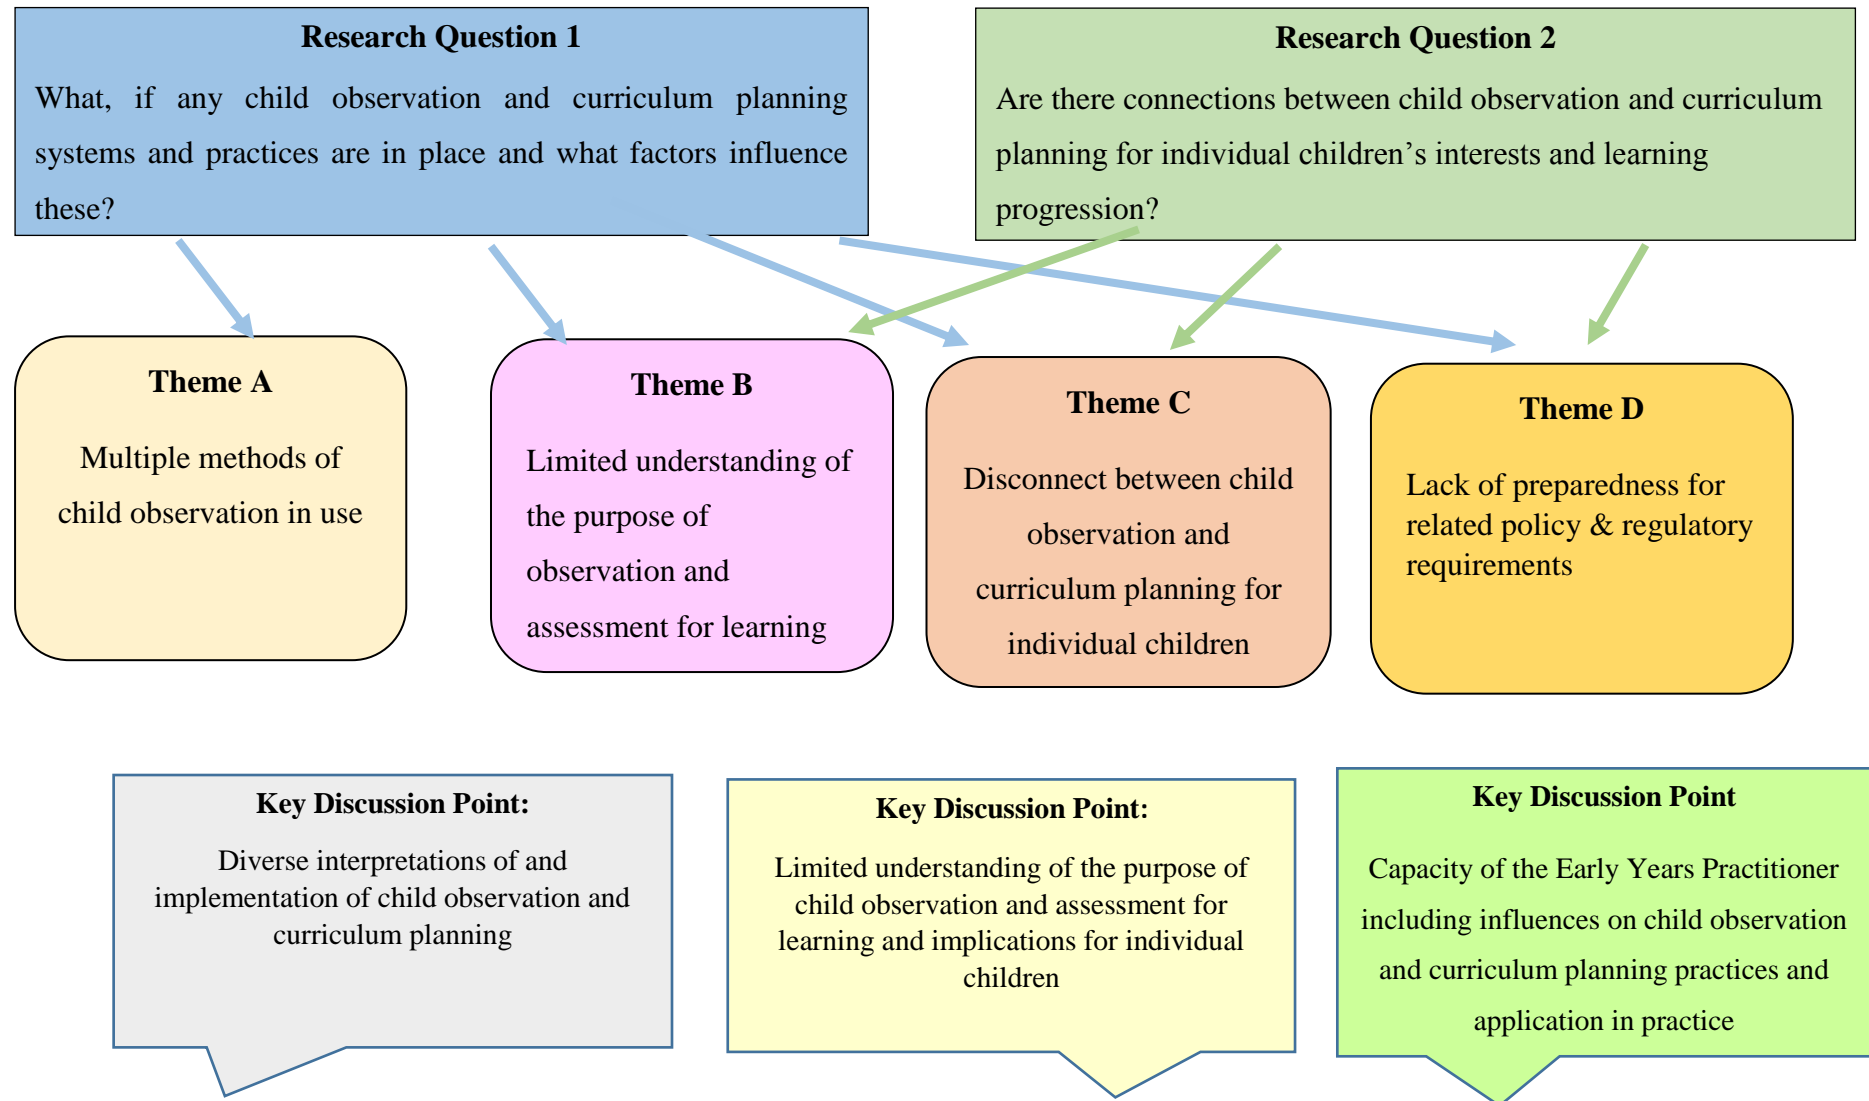 Research Question 1
What, if any child observation and curriculum planning
systems and practices are in place and what factors influence
these?
Research Question 2
Are there connections between child observation and curriculum
planning for individual children’s interests and learning
progression?
Theme A
Multiple methods of
child observation in use
Theme B
Limited understanding of
the purpose of
observation and
assessment for learning
Theme C
Disconnect between child
observation and
curriculum planning for
individual children
Theme D
Lack of preparedness for
related policy & regulatory
requirements
Key Discussion Point:
Diverse interpretations of and
implementation of child observation and
curriculum planning
Key Discussion Point:
Limited understanding of the purpose of
child observation and assessment for
learning and implications for individual
children
Key Discussion Point
Capacity of the Early Years Practitioner
including influences on child observation
and curriculum planning practices and
application in practice